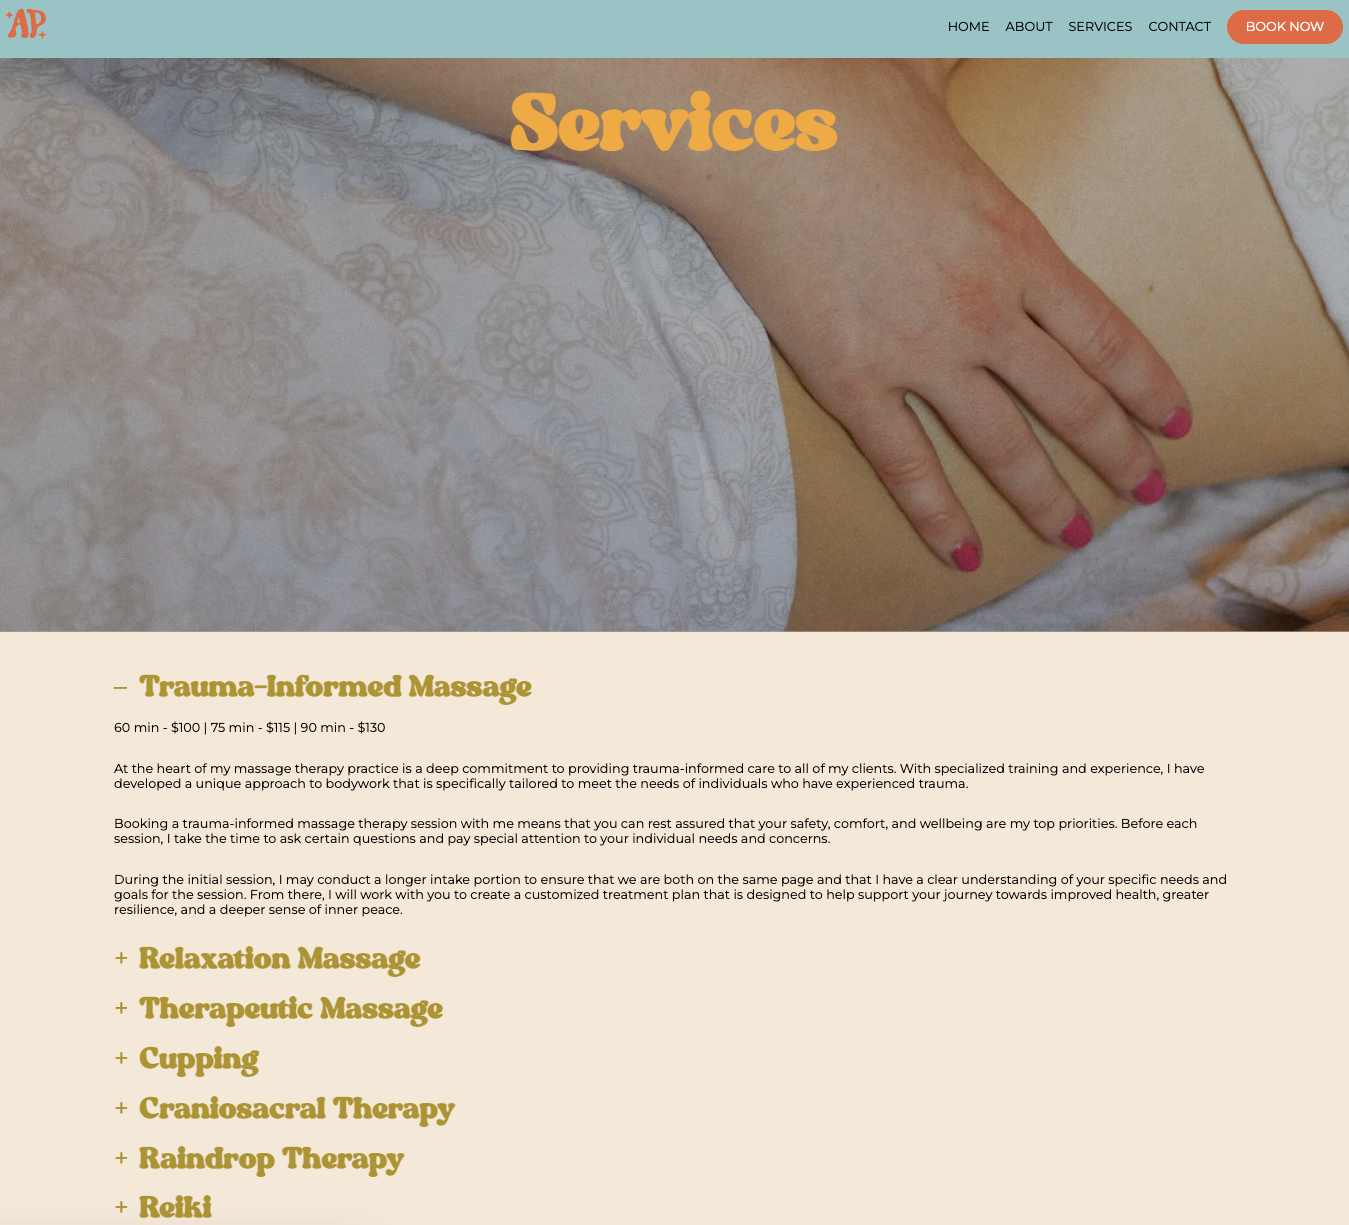 AP.
HOME ABOUT SERVICES CONTACT BOOK NOW
Services
– Trauma-Informed Massage
60 min - $100 | 75 min - $115 | 90 min - $130
At the heart of my massage therapy practice is a deep commitment to providing trauma-informed care to all of my clients. With specialized training and experience, I have
developed a unique approach to bodywork that is specifically tailored to meet the needs of individuals who have experienced trauma.
Booking a trauma-informed massage therapy session with me means that you can rest assured that your safety, comfort, and wellbeing are my top priorities. Before each
session, I take the time to ask certain questions and pay special attention to your individual needs and concerns.
During the initial session, I may conduct a longer intake portion to ensure that we are both on the same page and that I have a clear understanding of your specific needs and
goals for the session. From there, I will work with you to create a customized treatment plan that is designed to help support your journey towards improved health, greater
resilience, and a deeper sense of inner peace.
+ Relaxation Massage
+ Therapeutic Massage
+ Cupping
+ Craniosacral Therapy
+ Raindrop Therapy
+ Reiki